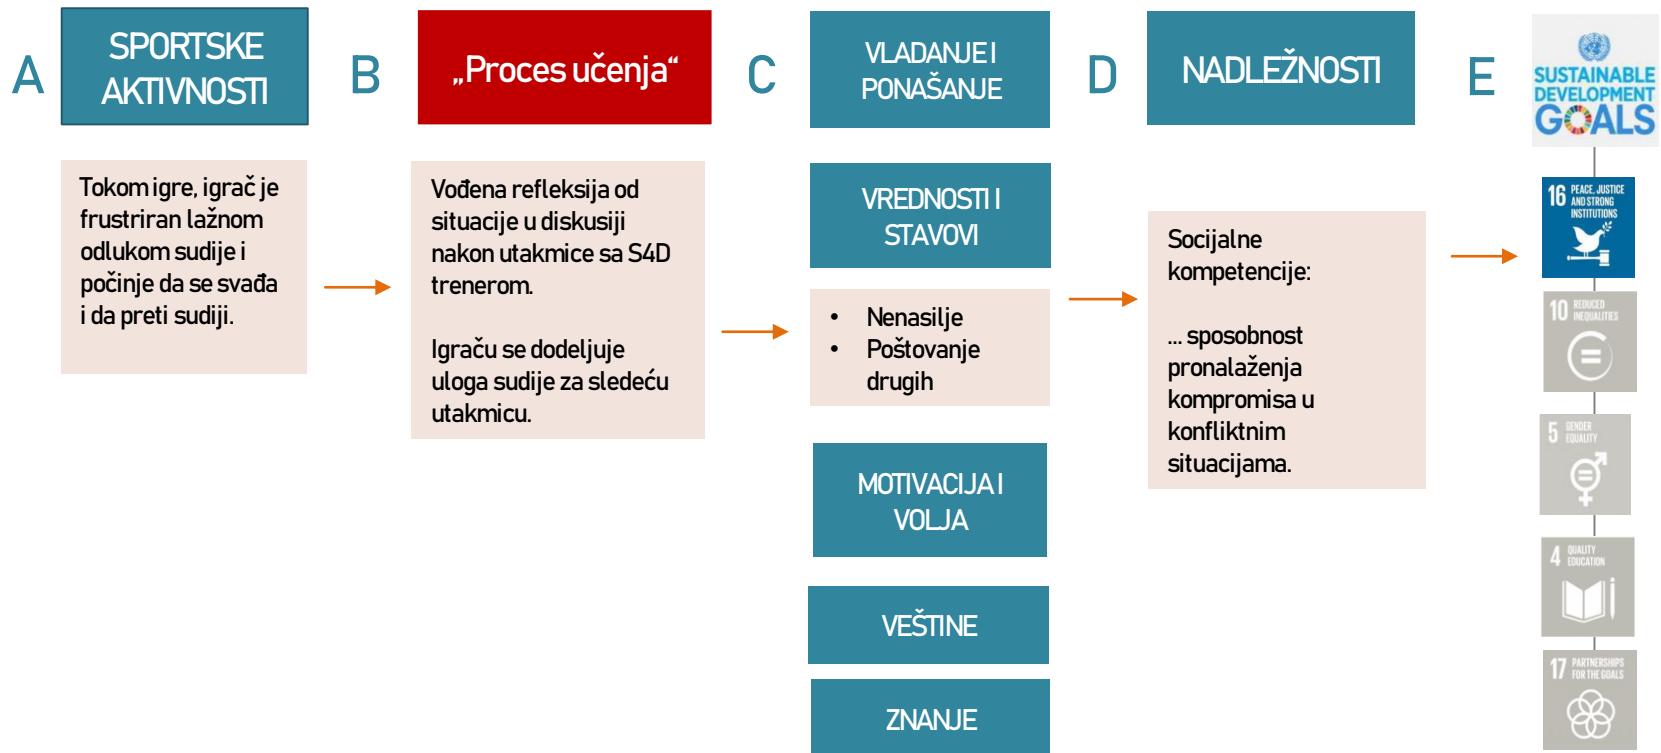 A
SPORTSKE
AKTIVNOSTI
Tokom igre, igrač je
frustriran lažnom
odlukom sudije i
počinje da se svađa
i da preti sudiji.
B
„Proces učenja“
Vođena refleksija od
situacije u diskusiji
nakon utakmice sa S4D
trenerom.
Igraču se dodeljuje
uloga sudije za sledeću
utakmicu.
C
VLADANJE I
PONAŠANJE
VREDNOSTI I
STAVOVI
• Nenasilje
• Poštovanje
drugih
MOTIVACIJA I
VOLJA
VEŠTINE
ZNANJE
D
NADLEŽNOSTI
Socijalne
kompetencije:
... sposobnost
pronalaženja
kompromisa u
konfliktnim
situacijama.
E
SUSTAINABLE
DEVELOPMENT
GOALS
16 PEACE, JUSTICE
AND STRONG
INSTITUTIONS
10 REDUCED
INEQUALITIES
5 GENDER
EQUALITY
4 QUALITY
EDUCATION
17 PARTNERSHIPS
FOR THE GOALS